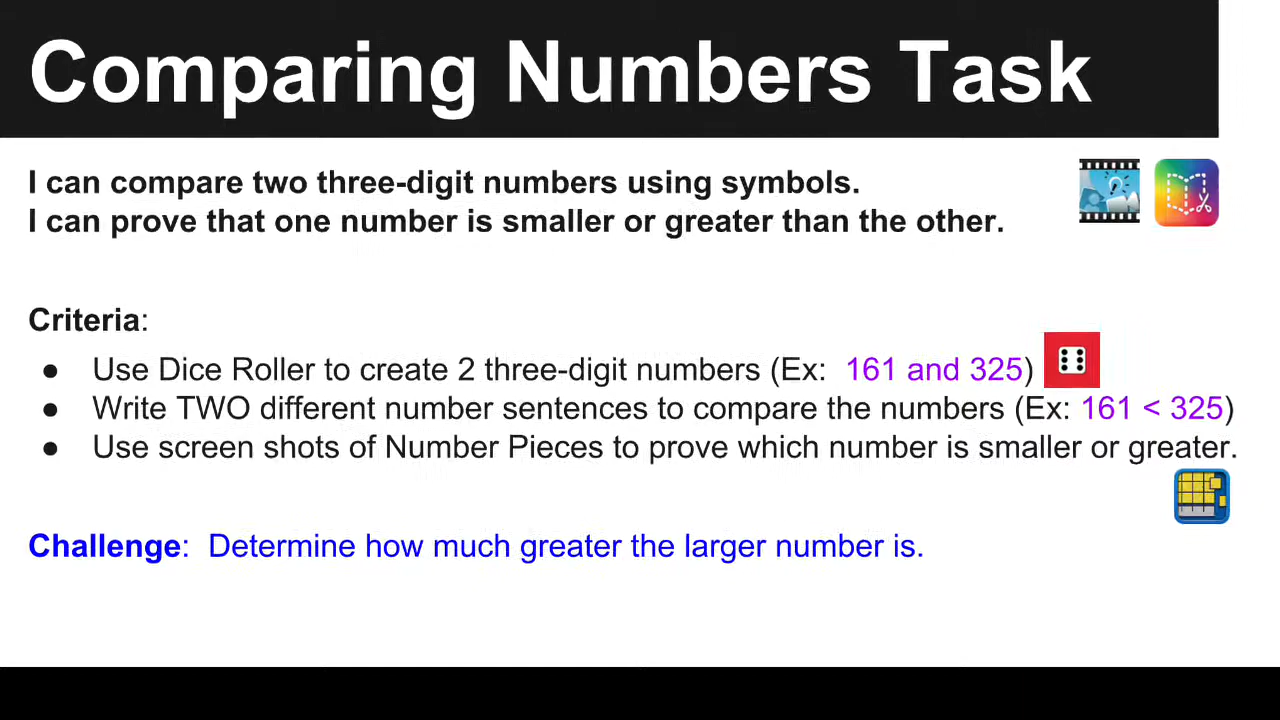 Comparing Numbers Task
I can compare two three-digit numbers using symbols.
I can prove that one number is smaller or greater than the other.
Criteria:
● Use Dice Roller to create 2 three-digit numbers (Ex:  161 and 325)
● Write TWO different number sentences to compare the numbers (Ex: 161 < 325)
● Use screen shots of Number Pieces to prove which number is smaller or greater.
Challenge:  Determine how much greater the larger number is.